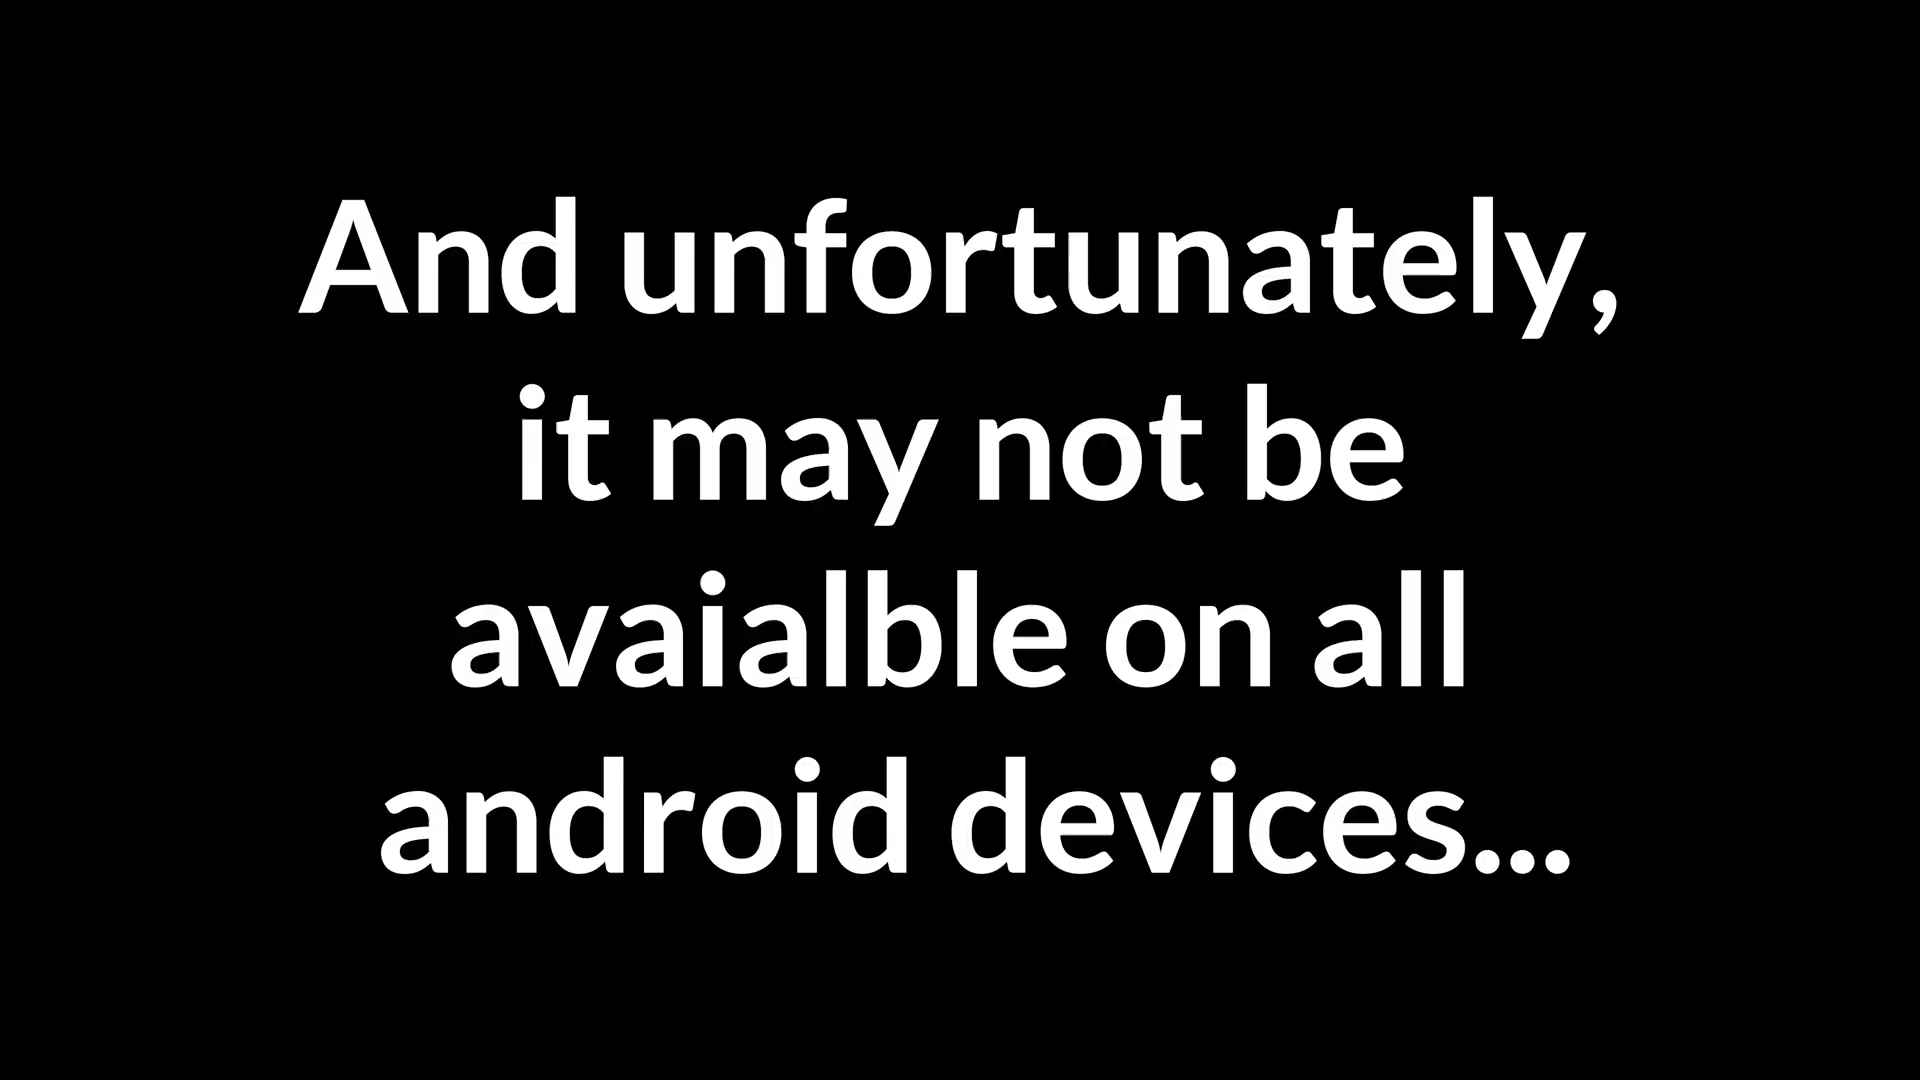 And unfortunately,
it may not be
avaialble on all
android devices...